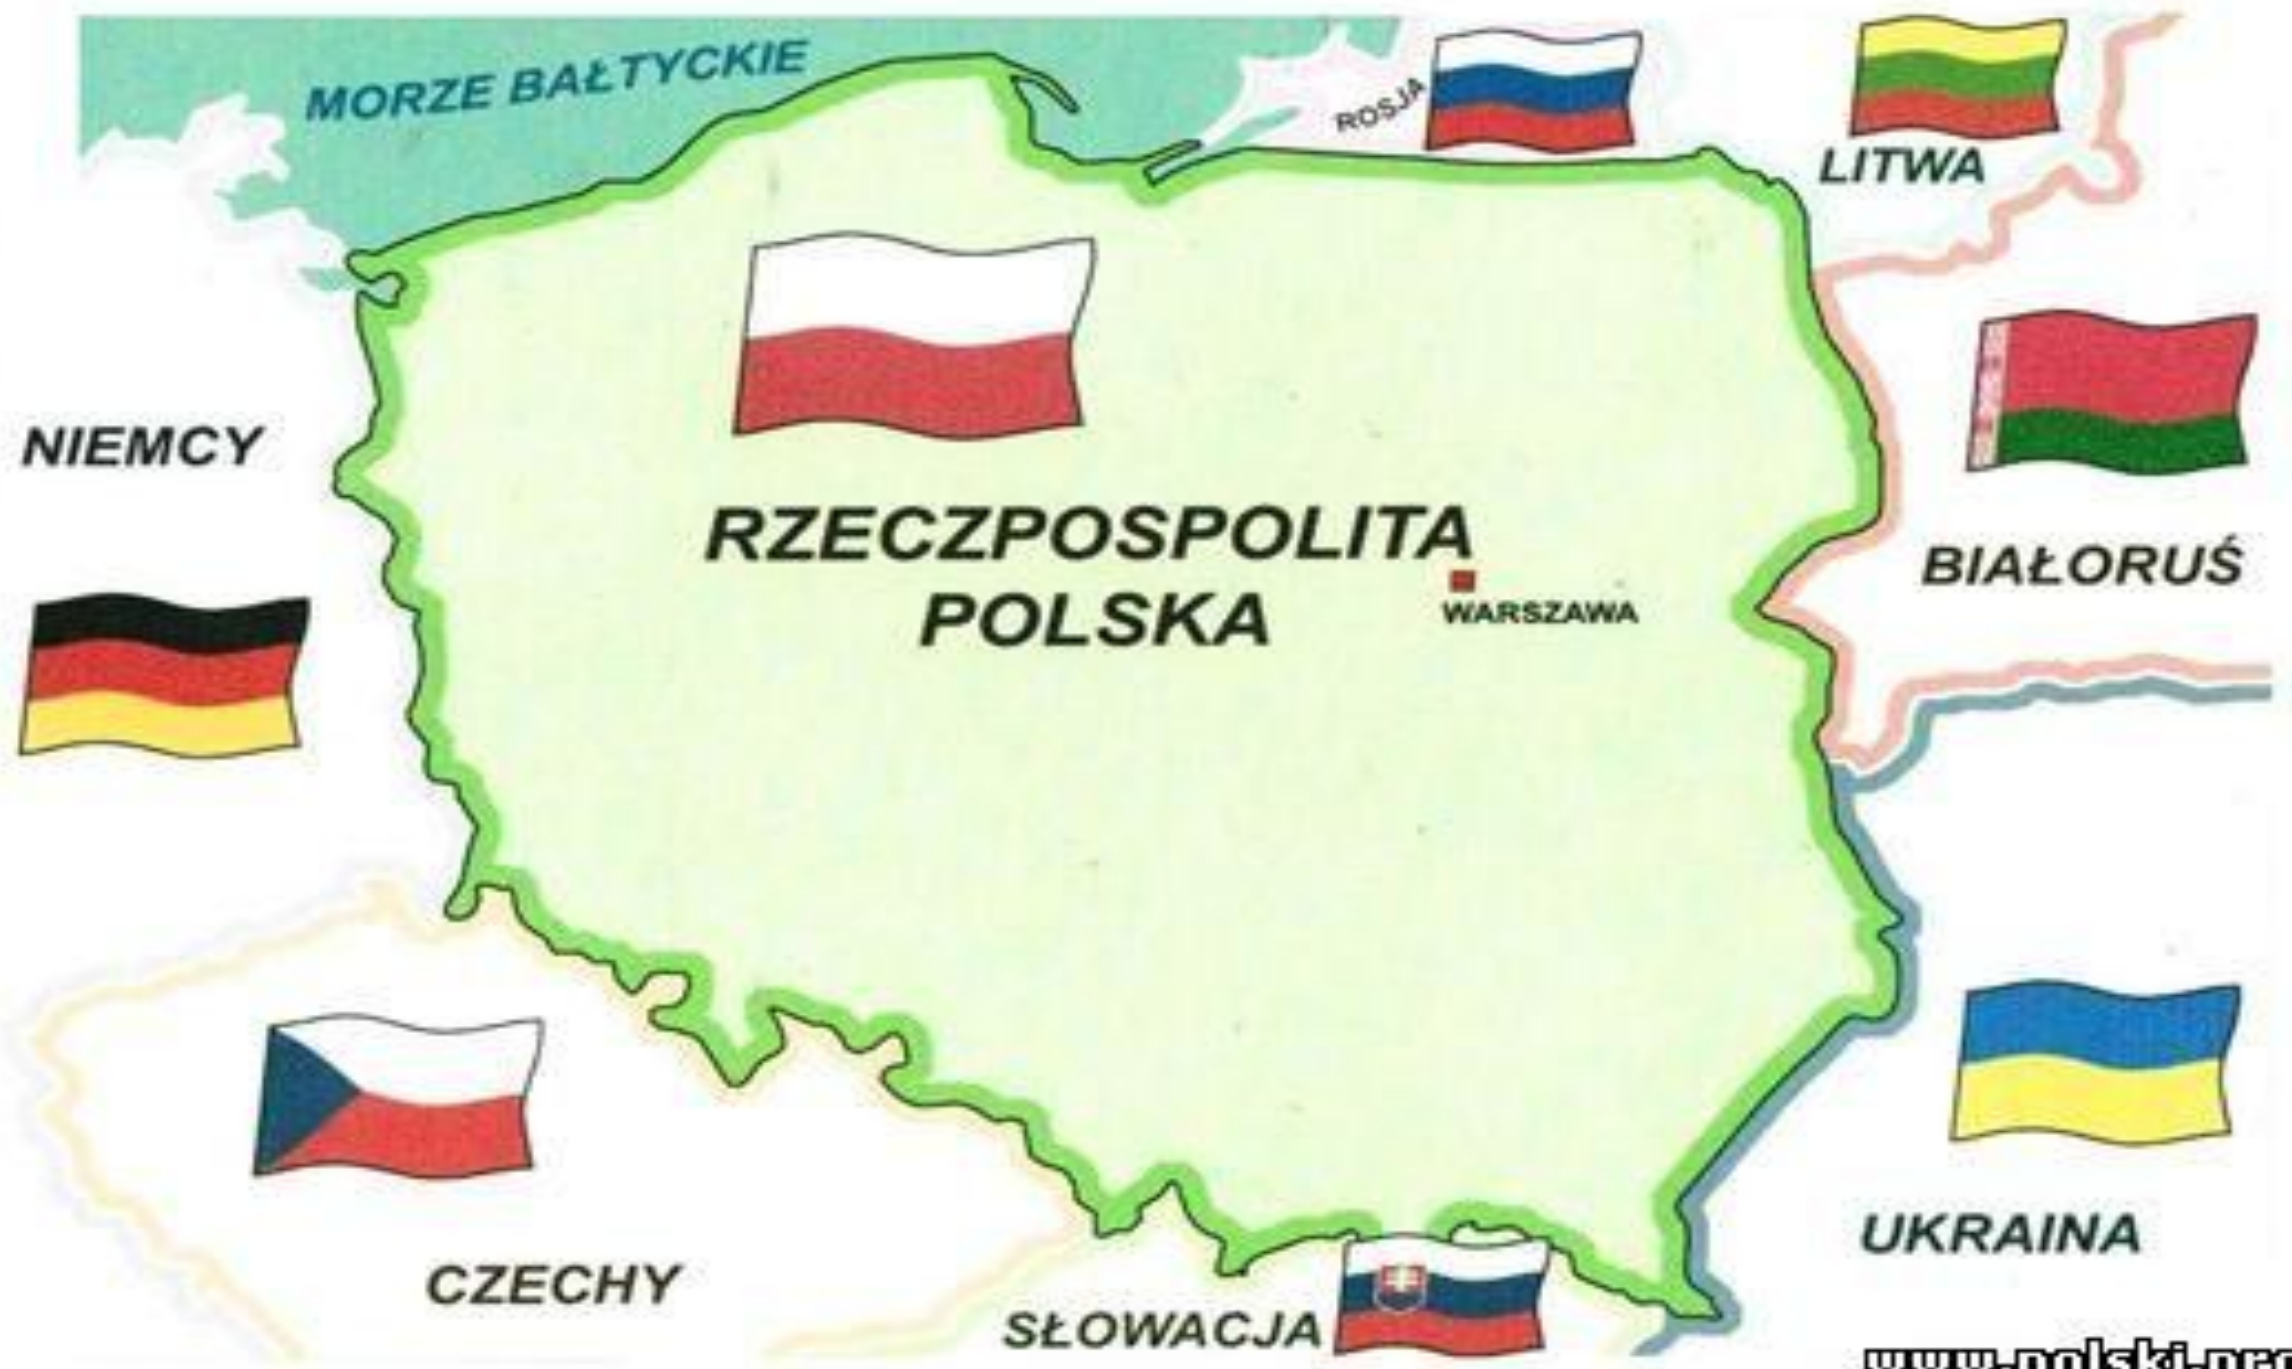 MORZE BAŁTYCKIE
ROSJA
LITWA
NIEMCY
BIAŁORUŚ
RZECZPOSPOLITA
POLSKA
WARSZAWA
UKRAINA
CZECHY
SŁOWACJA